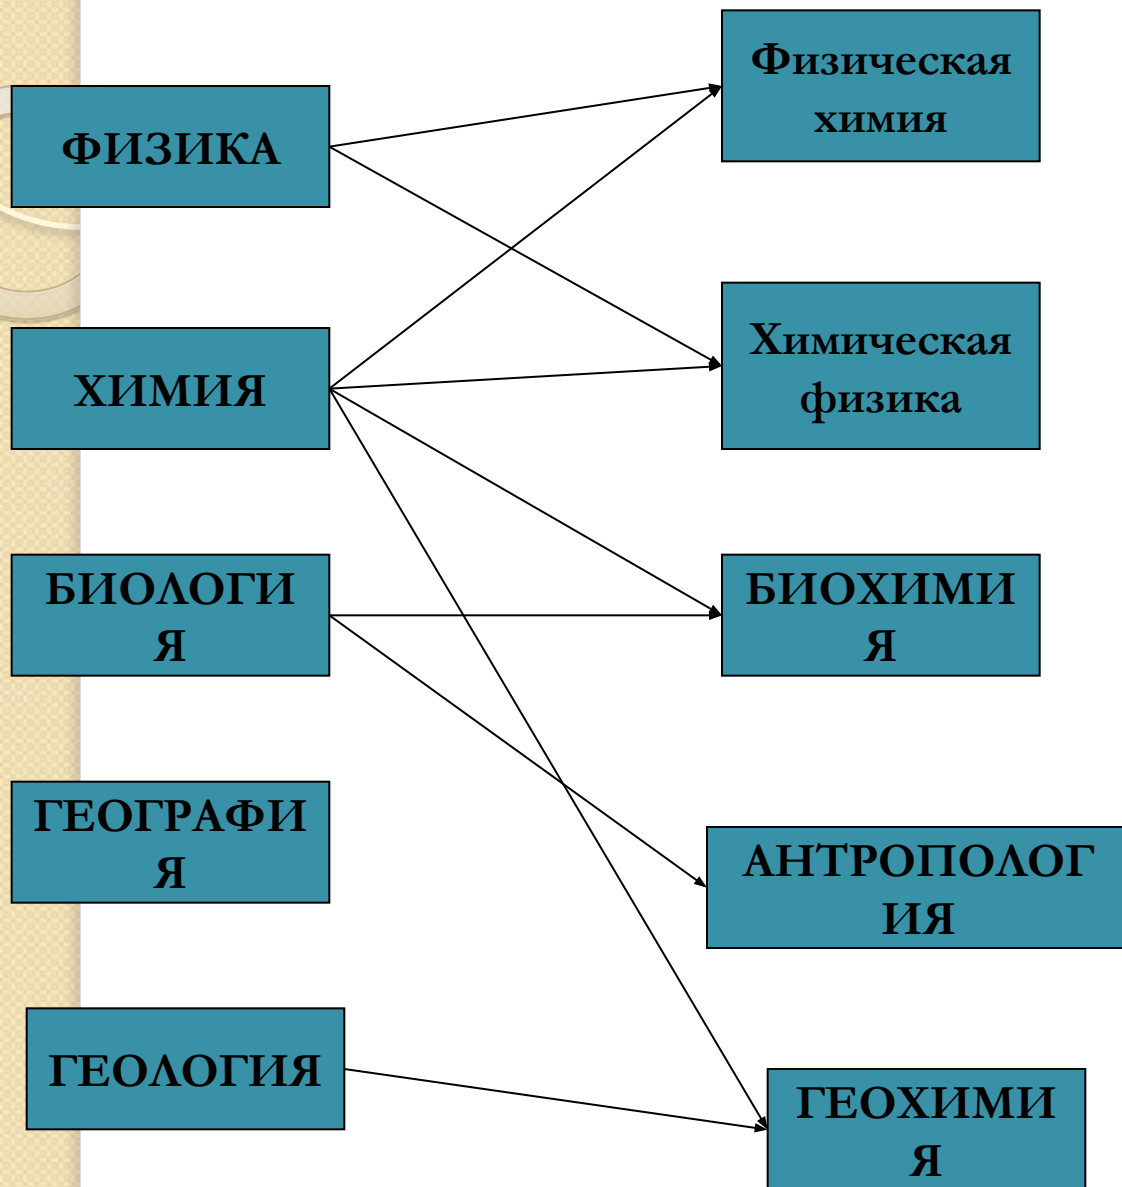 ФИЗИКА
ХИМИЯ
БИОЛОГИ
Я
ГЕОГРАФИ
Я
ГЕОЛОГИЯ
Физическая
химия
Химическая
физика
БИОХИМИ
Я
АНТРОПОЛОГ
ИЯ
ГЕОХИМИ
Я